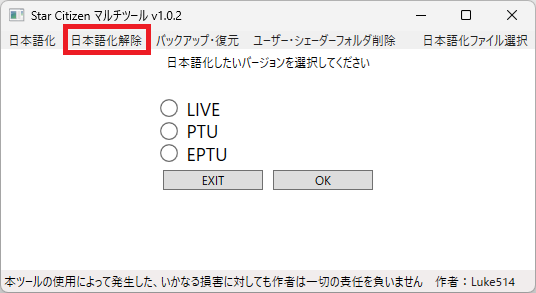 Star Citizen マルチツール v1.0.2
日本語化 日本語化解除 バックアップ・復元 ユーザー・シェーダーフォルダ削除 日本語化ファイル選択
日本語化したいバージョンを選択してください
LIVE
PTU
EPTU
EXIT OK
本ツールの使用によって発生した、いかなる損害に対しても作者は一切の責任を負いません 作者：Luke514